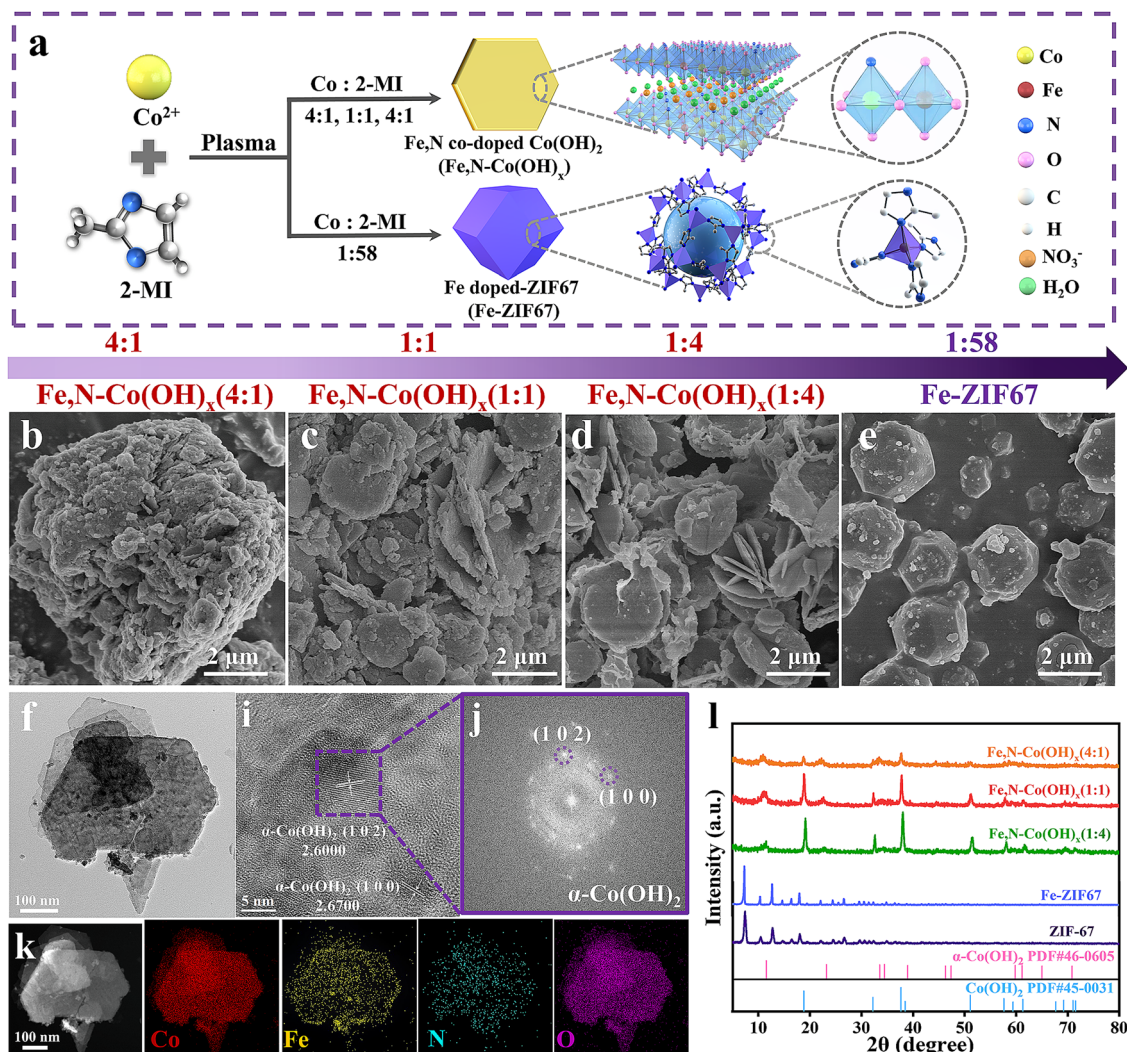 a
Co²⁺
2-MI
Plasma
Co : 2-MI
4:1, 1:1, 4:1
Fe,N co-doped Co(OH)₂
(Fe,N-Co(OH)ₓ)
Co : 2-MI
1:58
Fe doped-ZIF67
(Fe-ZIF67)
Co
Fe
N
O
C
H
NO₃⁻
H₂O
4:1 1:1 1:4 1:58
Fe,N-Co(OH)ₓ(4:1) Fe,N-Co(OH)ₓ(1:1) Fe,N-Co(OH)ₓ(1:4) Fe-ZIF67
b
2 μm
c
2 μm
d
2 μm
e
2 μm
f
100 nm
i
α-Co(OH)₂ (1 0 2)
2.6000
α-Co(OH)₂ (1 0 0)
2.6700
5 nm
j
(1 0 2)
(1 0 0)
α-Co(OH)₂
k
100 nm
Co
Fe
N
O
l
Intensity (a.u.)
Fe,N-Co(OH)ₓ(4:1)
Fe,N-Co(OH)ₓ(1:1)
Fe,N-Co(OH)ₓ(1:4)
Fe-ZIF67
ZIF-67
α-Co(OH)₂ PDF#46-0605
Co(OH)₂ PDF#45-0031
10 20 30 40 50 60 70 80
2θ (degree)